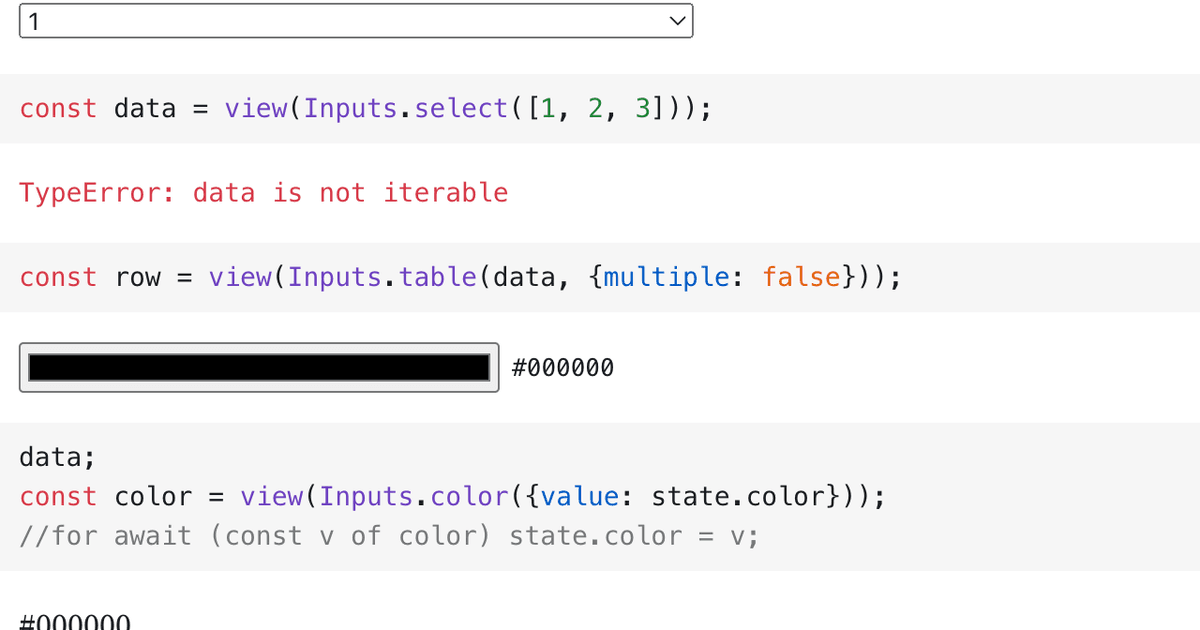 1
const data = view(Inputs.select([1, 2, 3]));
TypeError: data is not iterable
const row = view(Inputs.table(data, {multiple: false}));
#000000
data;
const color = view(Inputs.color({value: state.color}));
//for await (const v of color) state.color = v;
#000000